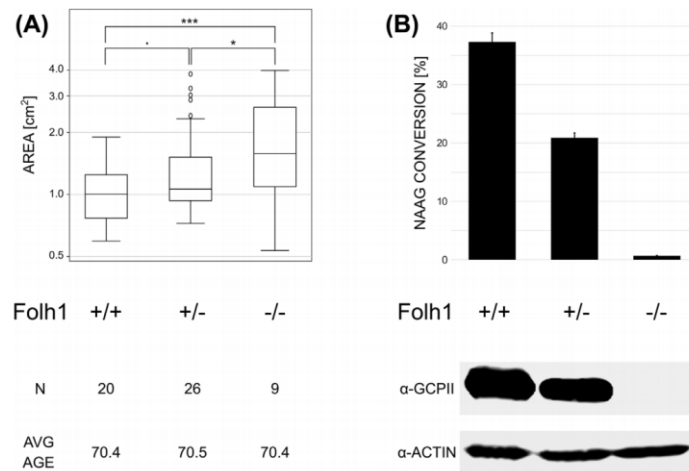 (A)
***
.
*
AREA [cm²]
4.0
3.0
2.0
1.0
0.5
Folh1 +/+ +/- -/-
N 20 26 9
AVG AGE 70.4 70.5 70.4
(B)
NAAG CONVERSION [%]
40
30
20
10
0
Folh1 +/+ +/- -/-
α-GCPII
α-ACTIN